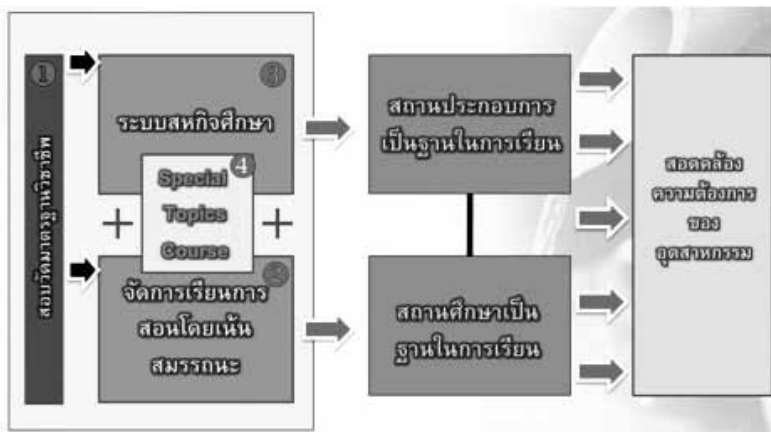 ①
สอบวัดมาตรฐานวิชาชีพ
③
ระบบสหกิจศึกษา
④
Special
Topics
Course
+
+
②
จัดการเรียนการ
สอนโดยเน้น
สมรรถนะ
สถานประกอบการ
เป็นฐานในการเรียน
สถานศึกษาเป็น
ฐานในการเรียน
สอดคล้อง
ความต้องการ
ของ
อุตสาหกรรม